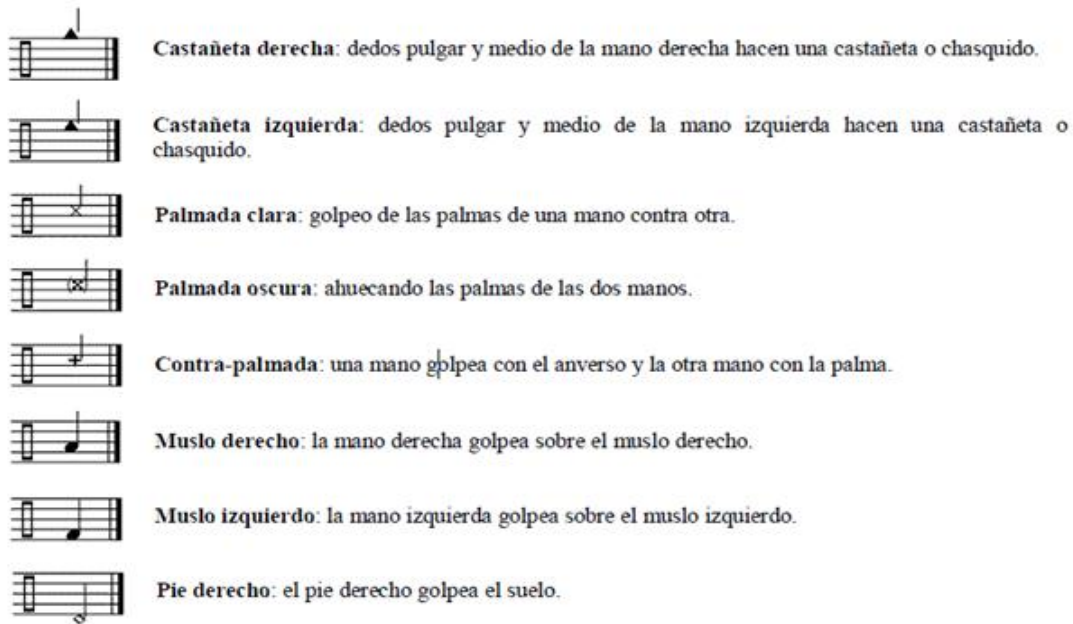 Castañeta derecha: dedos pulgar y medio de la mano derecha hacen una castañeta o chasquido.
Castañeta izquierda: dedos pulgar y medio de la mano izquierda hacen una castañeta o
chasquido.
Palmada clara: golpeo de las palmas de una mano contra otra.
Palmada oscura: ahuecando las palmas de las dos manos.
Contra-palmada: una mano golpea con el anverso y la otra mano con la palma.
Muslo derecho: la mano derecha golpea sobre el muslo derecho.
Muslo izquierdo: la mano izquierda golpea sobre el muslo izquierdo.
Pie derecho: el pie derecho golpea el suelo.